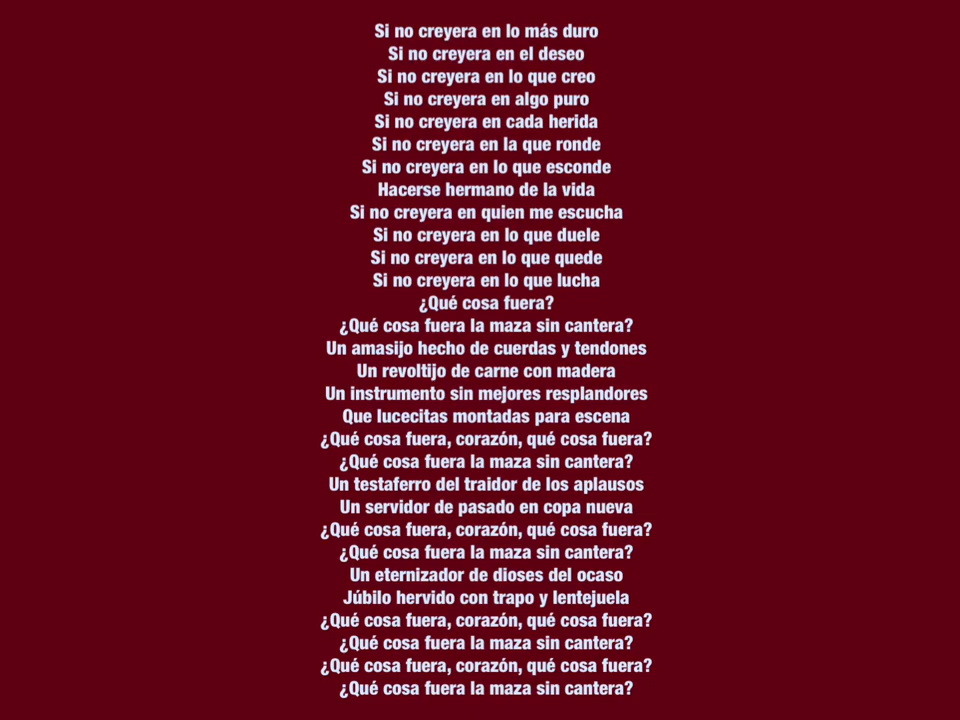 Si no creyera en lo más duro
Si no creyera en el deseo
Si no creyera en lo que creo
Si no creyera en algo puro
Si no creyera en cada herida
Si no creyera en la que ronde
Si no creyera en lo que esconde
Hacerse hermano de la vida
Si no creyera en quien me escucha
Si no creyera en lo que duele
Si no creyera en lo que quede
Si no creyera en lo que lucha
¿Qué cosa fuera?
¿Qué cosa fuera la maza sin cantera?
Un amasijo hecho de cuerdas y tendones
Un revoltijo de carne con madera
Un instrumento sin mejores resplandores
Que lucecitas montadas para escena
¿Qué cosa fuera, corazón, qué cosa fuera?
¿Qué cosa fuera la maza sin cantera?
Un testaferro del traidor de los aplausos
Un servidor de pasado en copa nueva
¿Qué cosa fuera, corazón, qué cosa fuera?
¿Qué cosa fuera la maza sin cantera?
Un eternizador de dioses del ocaso
Júbilo hervido con trapo y lentejuela
¿Qué cosa fuera, corazón, qué cosa fuera?
¿Qué cosa fuera la maza sin cantera?
¿Qué cosa fuera, corazón, qué cosa fuera?
¿Qué cosa fuera la maza sin cantera?